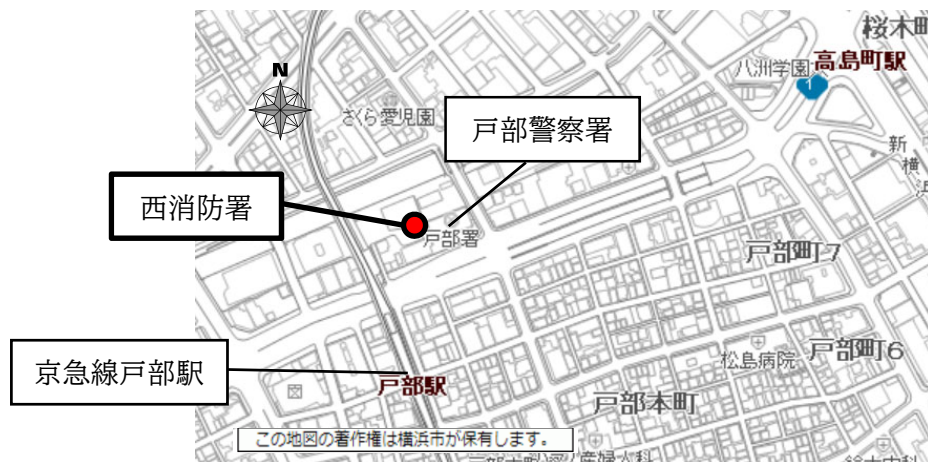 桜木町
高島町駅
八洲学園
1
N
さくら愛児園
戸部警察署
新
横
浜
西消防署
戸部署
戸部町7
京急線戸部駅
戸部駅
松島病院
戸部町6
戸部本町
この地図の著作権は横浜市が保有します。